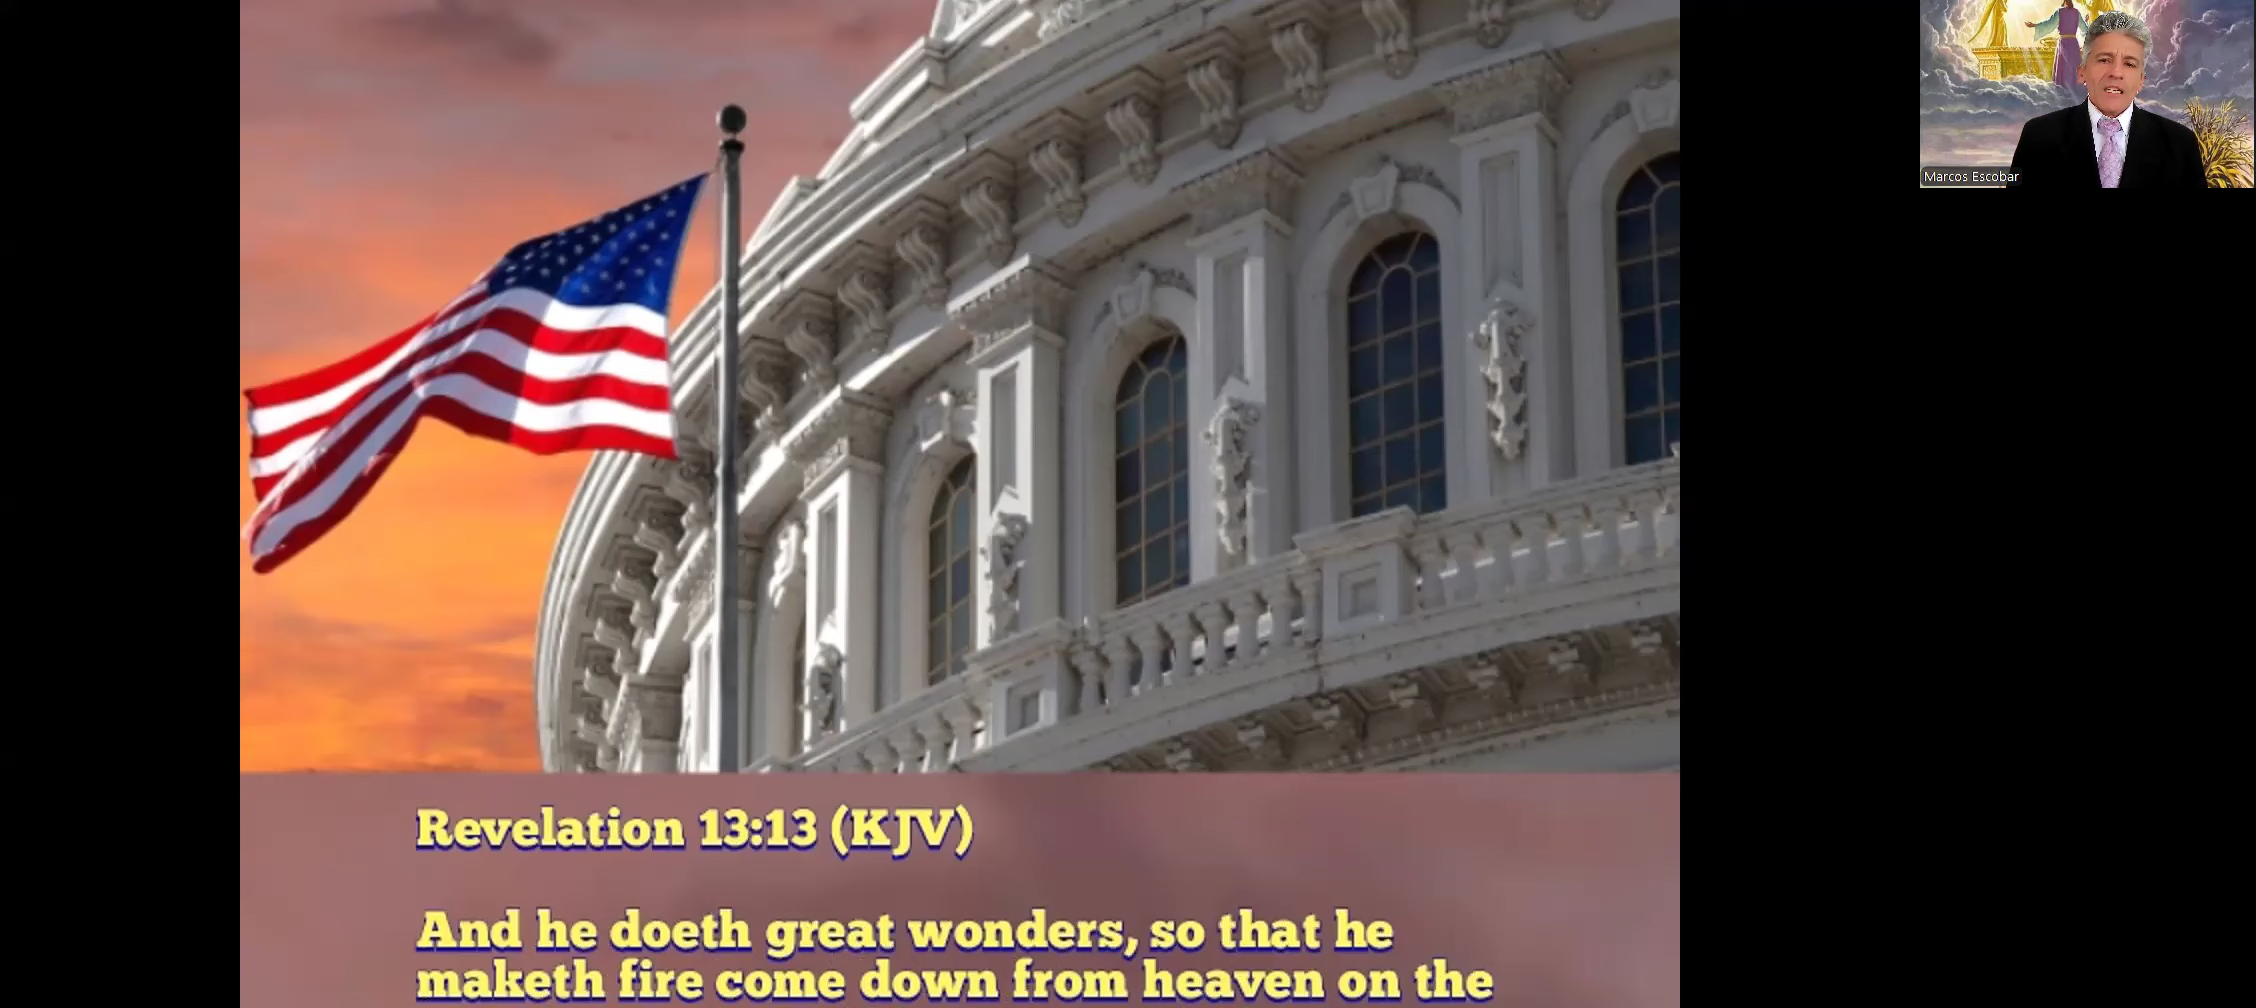 Marcos Escobar
Revelation 13:13 (KJV)
And he doeth great wonders, so that he
maketh fire come down from heaven on the